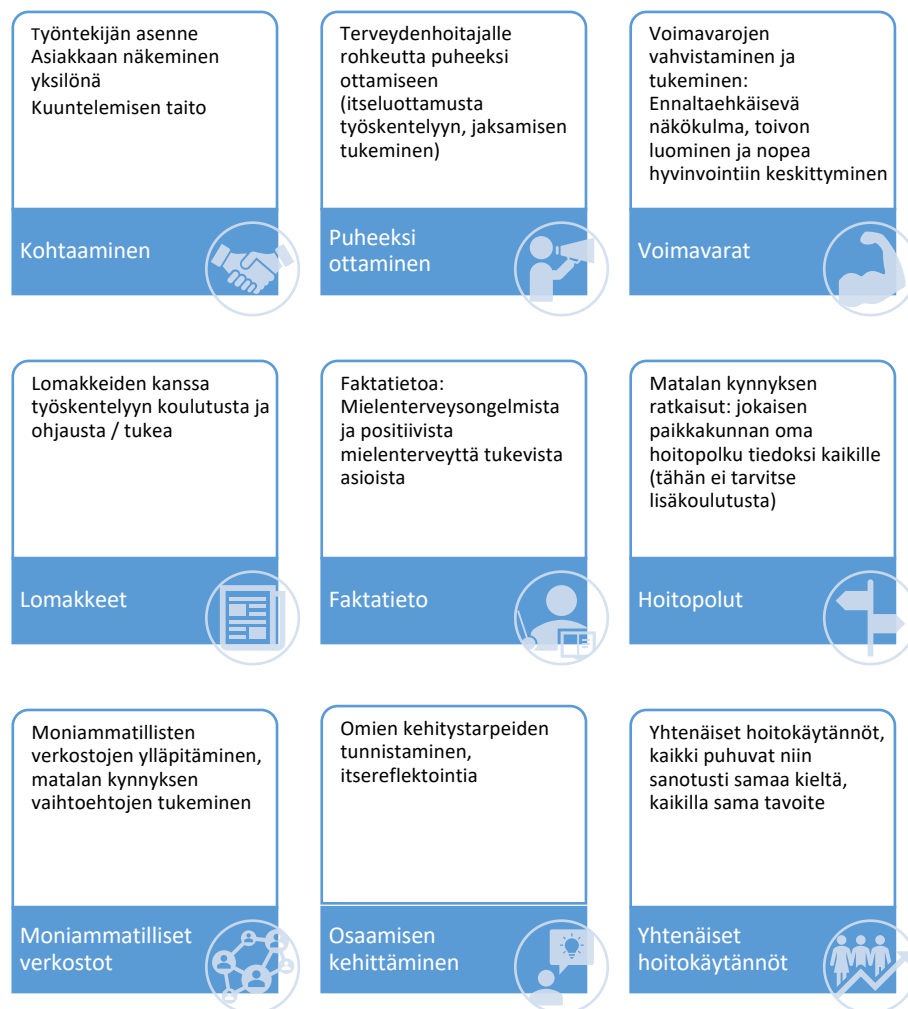 Työntekijän asenne
Asiakkaan näkeminen
yksilönä
Kuuntelemisen taito
Kohtaaminen
Terveydenhoitajalle
rohkeutta puheeksi
ottamiseen
(itseluottamusta
työskentelyyn, jaksamisen
tukeminen)
Puheeksi
ottaminen
Voimavarojen
vahvistaminen ja
tukeminen:
Ennaltaehkäisevä
näkökulma, toivon
luominen ja nopea
hyvinvointiin keskittyminen
Voimavarat
Lomakkeiden kanssa
työskentelyyn koulutusta ja
ohjausta / tukea
Lomakkeet
Faktatietoa:
Mielenterveysongelmista
ja positiivista
mielenterveyttä tukevista
asioista
Faktatieto
Matalan kynnyksen
ratkaisut: jokaisen
paikkakunnan oma
hoitopolku tiedoksi kaikille
(tähän ei tarvitse
lisäkoulutusta)
Hoitopolut
Moniammatillisten
verkostojen ylläpitäminen,
matalan kynnyksen
vaihtoehtojen tukeminen
Moniammatilliset
verkostot
Omien kehitystarpeiden
tunnistaminen,
itsereflektointia
Osaamisen
kehittäminen
Yhtenäiset hoitokäytännöt,
kaikki puhuvat niin
sanotusti samaa kieltä,
kaikilla sama tavoite
Yhtenäiset
hoitokäytännöt